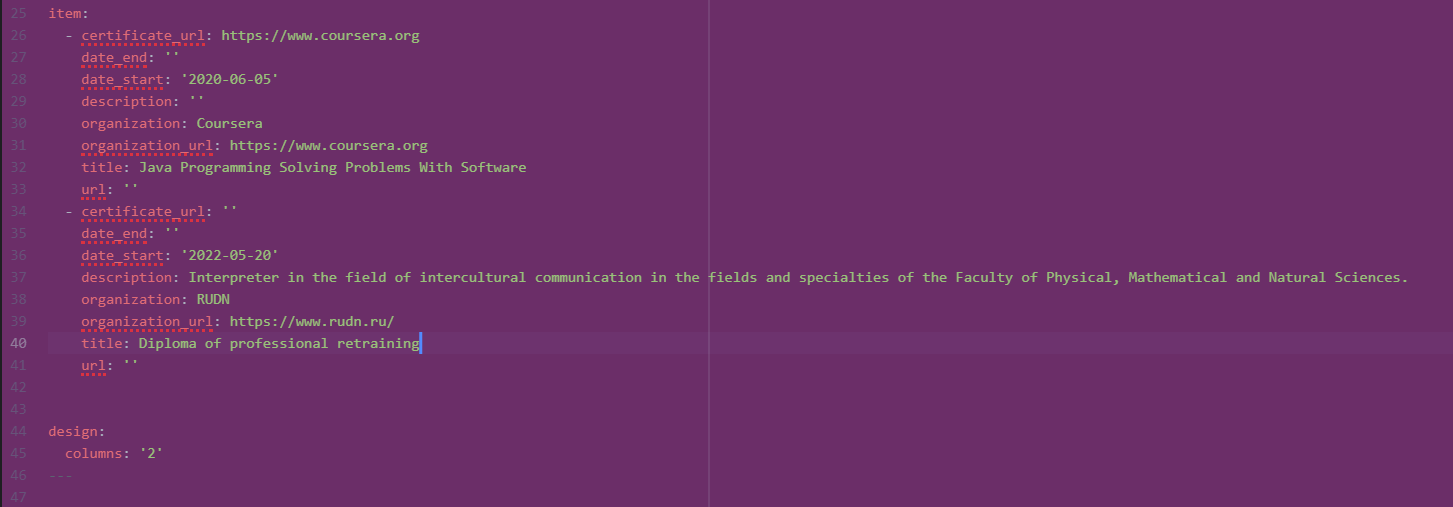 25 item:
26   - certificate_url: https://www.coursera.org
27     date_end: ''
28     date_start: '2020-06-05'
29     description: ''
30     organization: Coursera
31     organization_url: https://www.coursera.org
32     title: Java Programming Solving Problems With Software
33     url: ''
34   - certificate_url: ''
35     date_end: ''
36     date_start: '2022-05-20'
37     description: Interpreter in the field of intercultural communication in the fields and specialties of the Faculty of Physical, Mathematical and Natural Sciences.
38     organization: RUDN
39     organization_url: https://www.rudn.ru/
40     title: Diploma of professional retraining
41     url: ''
42
43
44 design:
45   columns: '2'
46 ---
47